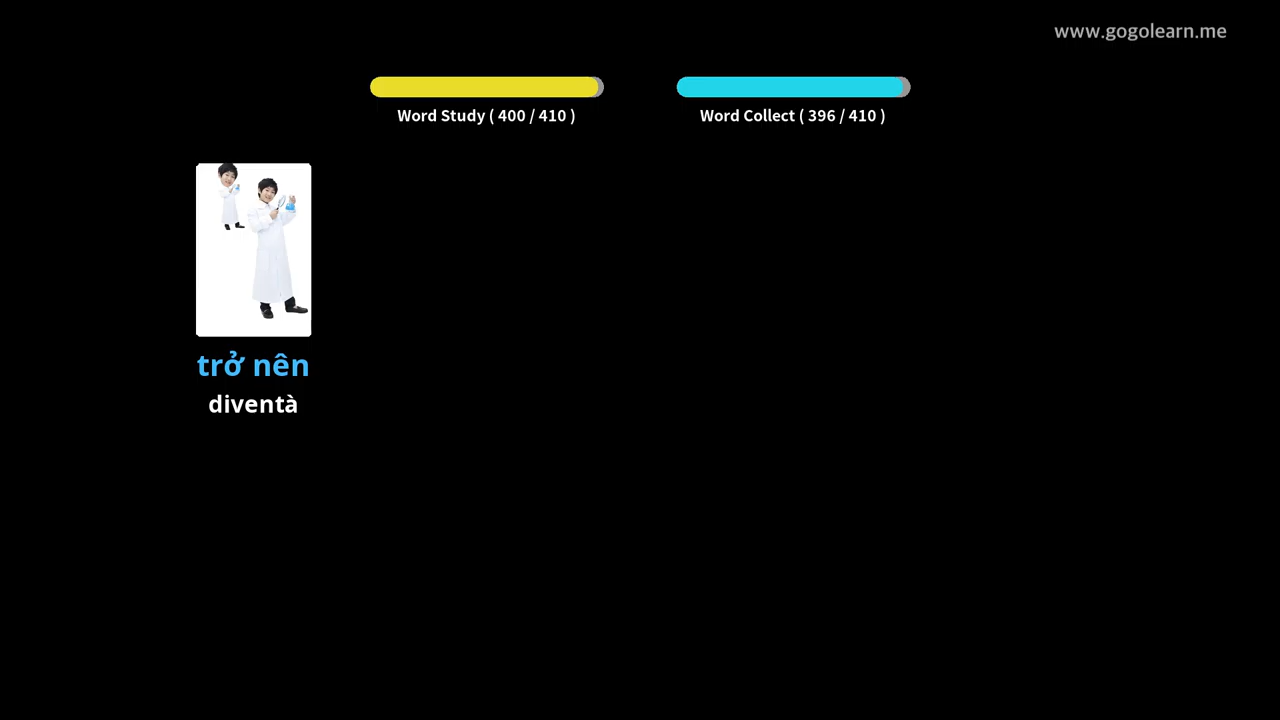 www.gogolearn.me
Word Study ( 400 / 410 )
Word Collect ( 396 / 410 )
trở nên
diventà